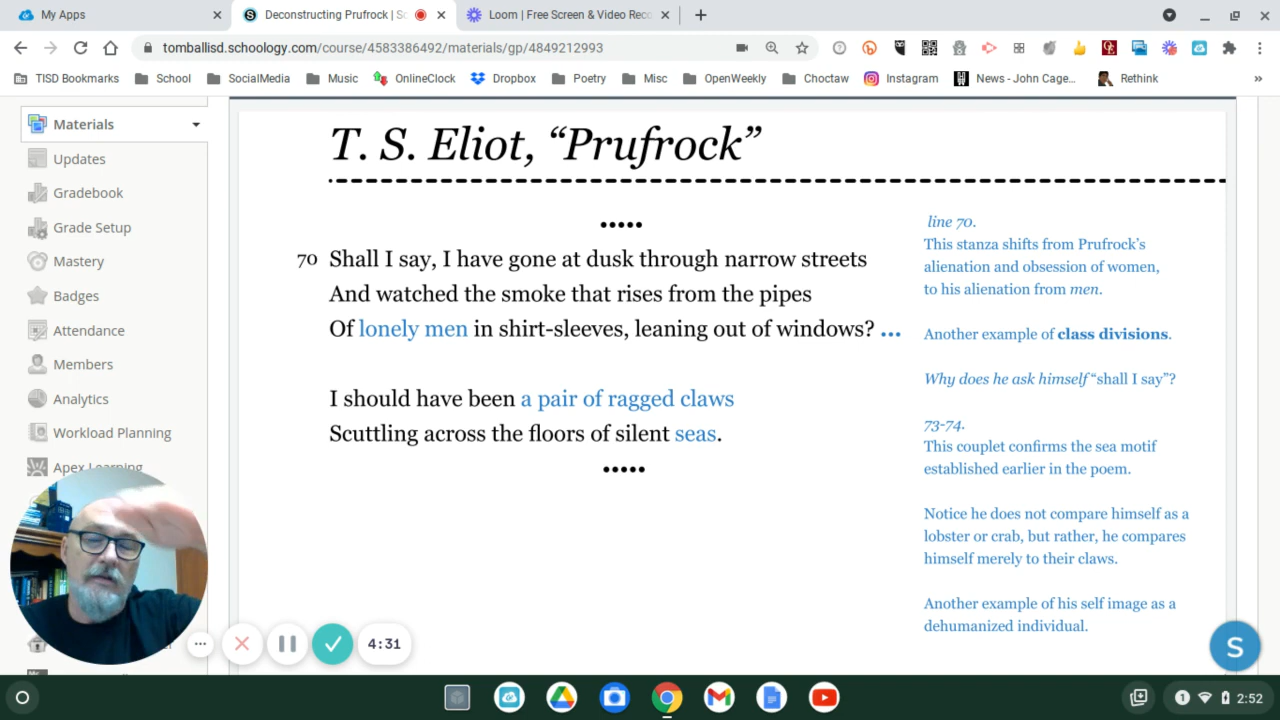 My Apps
Deconstructing Prufrock | Sc
Loom | Free Screen & Video Reco
tomballisd.schoology.com/course/4583386492/materials/gp/4849212993
TISD Bookmarks School SocialMedia Music OnlineClock Dropbox Poetry Misc OpenWeekly Choctaw Instagram News - John Cage... Rethink
Materials
Updates
Gradebook
Grade Setup
Mastery
Badges
Attendance
Members
Analytics
Workload Planning
Apex Learning
T. S. Eliot, “Prufrock”
•••••
70 Shall I say, I have gone at dusk through narrow streets
And watched the smoke that rises from the pipes
Of lonely men in shirt-sleeves, leaning out of windows? ...
I should have been a pair of ragged claws
Scuttling across the floors of silent seas.
•••••
line 70.
This stanza shifts from Prufrock’s
alienation and obsession of women,
to his alienation from men.
Another example of class divisions.
Why does he ask himself “shall I say”?
73-74.
This couplet confirms the sea motif
established earlier in the poem.
Notice he does not compare himself as a
lobster or crab, but rather, he compares
himself merely to their claws.
Another example of his self image as a
dehumanized individual.
4:31
S
1 2:52